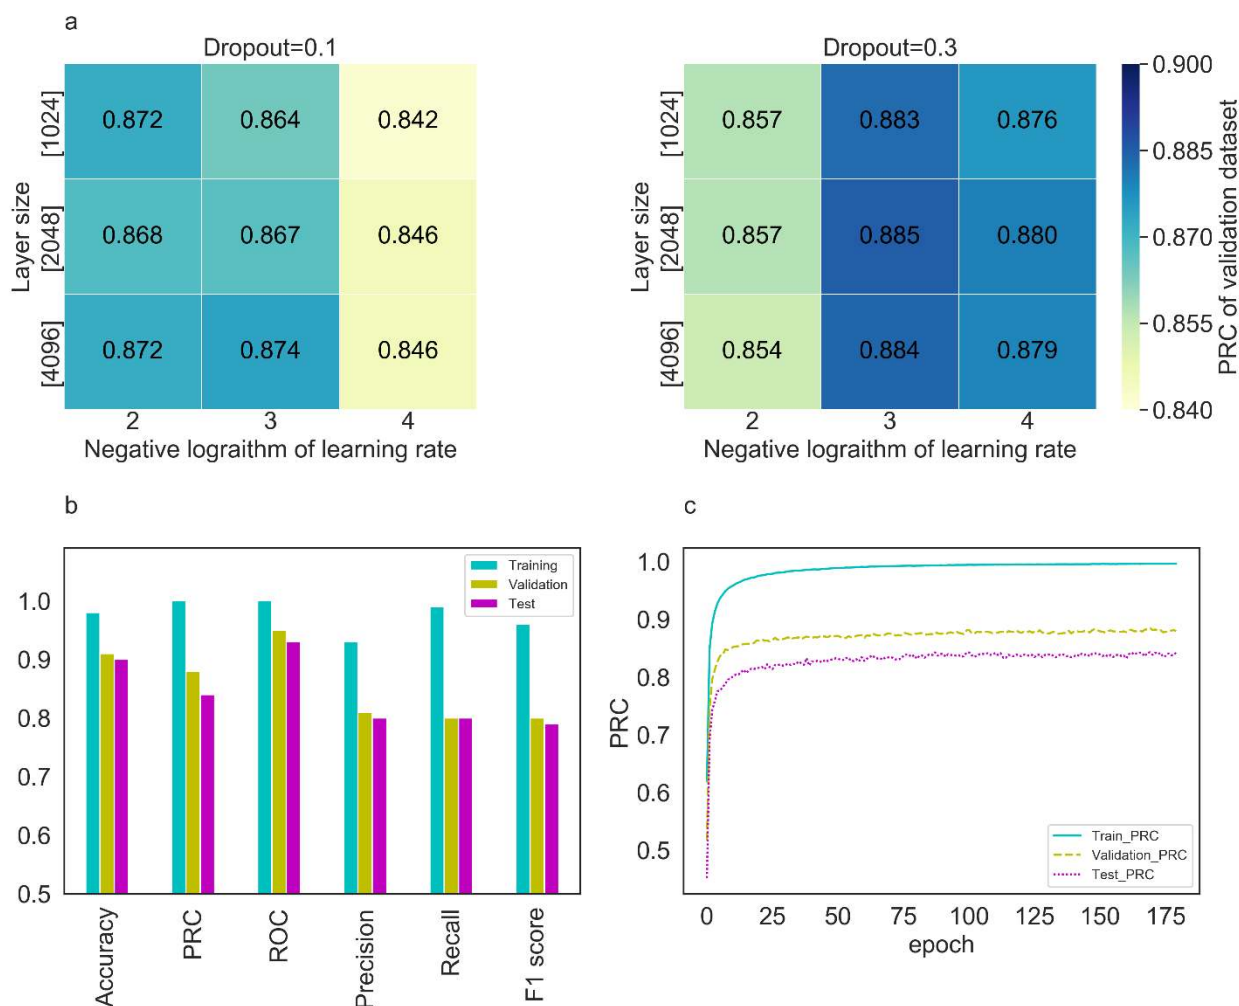 a
Dropout=0.1
Dropout=0.3
Layer size
[1024]
[2048]
[4096]
0.872 0.864 0.842
0.868 0.867 0.846
0.872 0.874 0.846
2 3 4
Negative lograithm of learning rate
Layer size
[1024]
[2048]
[4096]
0.857 0.883 0.876
0.857 0.885 0.880
0.854 0.884 0.879
2 3 4
Negative lograithm of learning rate
0.900
0.885
0.870
0.855
0.840
PRC of validation dataset
b
Training
Validation
Test
1.0
0.9
0.8
0.7
0.6
0.5
Accuracy
PRC
ROC
Precision
Recall
F1 score
c
PRC
1.0
0.9
0.8
0.7
0.6
0.5
Train_PRC
Validation_PRC
Test_PRC
0 25 50 75 100 125 150 175
epoch